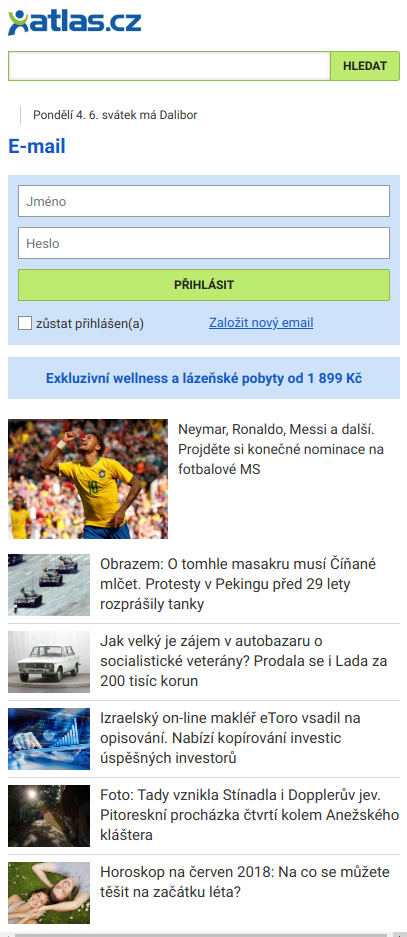 atlas.cz
HLEDAT
Pondělí 4. 6. svátek má Dalibor
E-mail
Jméno
Heslo
PŘIHLÁSIT
zůstat přihlášen(a)
Založit nový email
Exkluzivní wellness a lázeňské pobyty od 1 899 Kč
Neymar, Ronaldo, Messi a další.
Projděte si konečné nominace na
fotbalové MS
Obrazem: O tomhle masakru musí Číňané
mlčet. Protesty v Pekingu před 29 lety
rozprášily tanky
Jak velký je zájem v autobazaru o
socialistické veterány? Prodala se i Lada za
200 tisíc korun
Izraelský on-line makléř eToro vsadil na
opisování. Nabízí kopírování investic
úspěšných investorů
Foto: Tady vznikla Stínadla i Dopplerův jev.
Pitoreskní procházka čtvrtí kolem Anežského
kláštera
Horoskop na červen 2018: Na co se můžete
těšit na začátku léta?